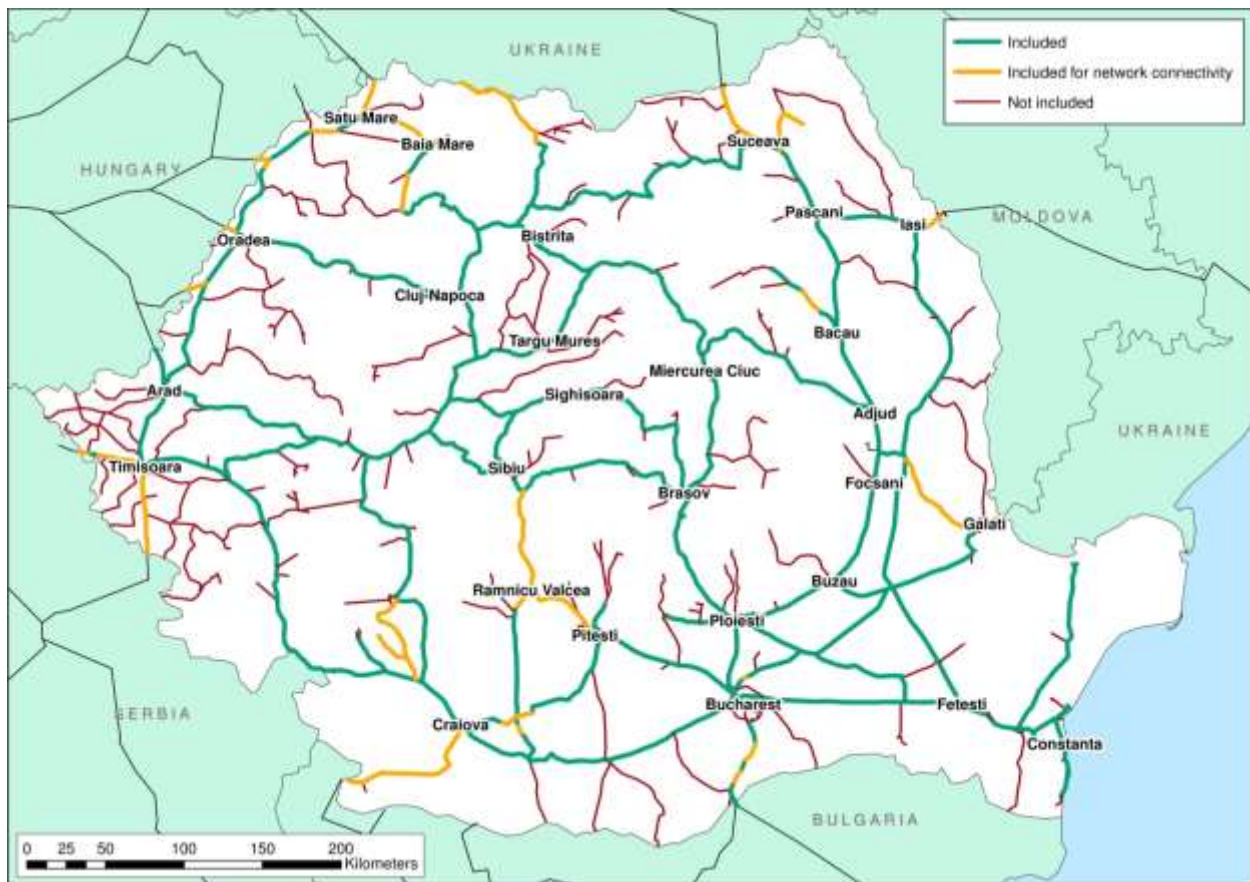 UKRAINE
Included
Included for network connectivity
Not included
Satu Mare
Baia Mare
Suceava
HUNGARY
Pascani
Iasi
MOLDOVA
Oradea
Bistrita
Cluj-Napoca
Targu Mures
Bacau
Miercurea Ciuc
Arad
Sighisoara
Adjud
UKRAINE
Timisoara
Sibiu
Brasov
Focsani
Galati
Ramnicu Valcea
Buzau
Pitesti
Ploiesti
SERBIA
Craiova
Bucharest
Fetesti
Constanta
BULGARIA
0 25 50 100 150 200
Kilometers